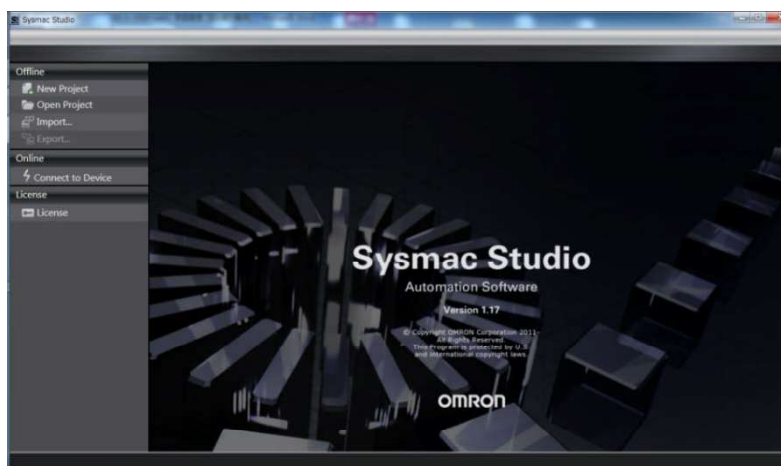 Sysmac Studio
Offline
New Project
Open Project
Import...
Export...
Online
Connect to Device
License
License
Sysmac Studio
Automation Software
Version 1.17
© Copyright OMRON Corporation 2011-
All Rights Reserved.
This Program is protected by U.S.
and international copyright laws.
OMRON